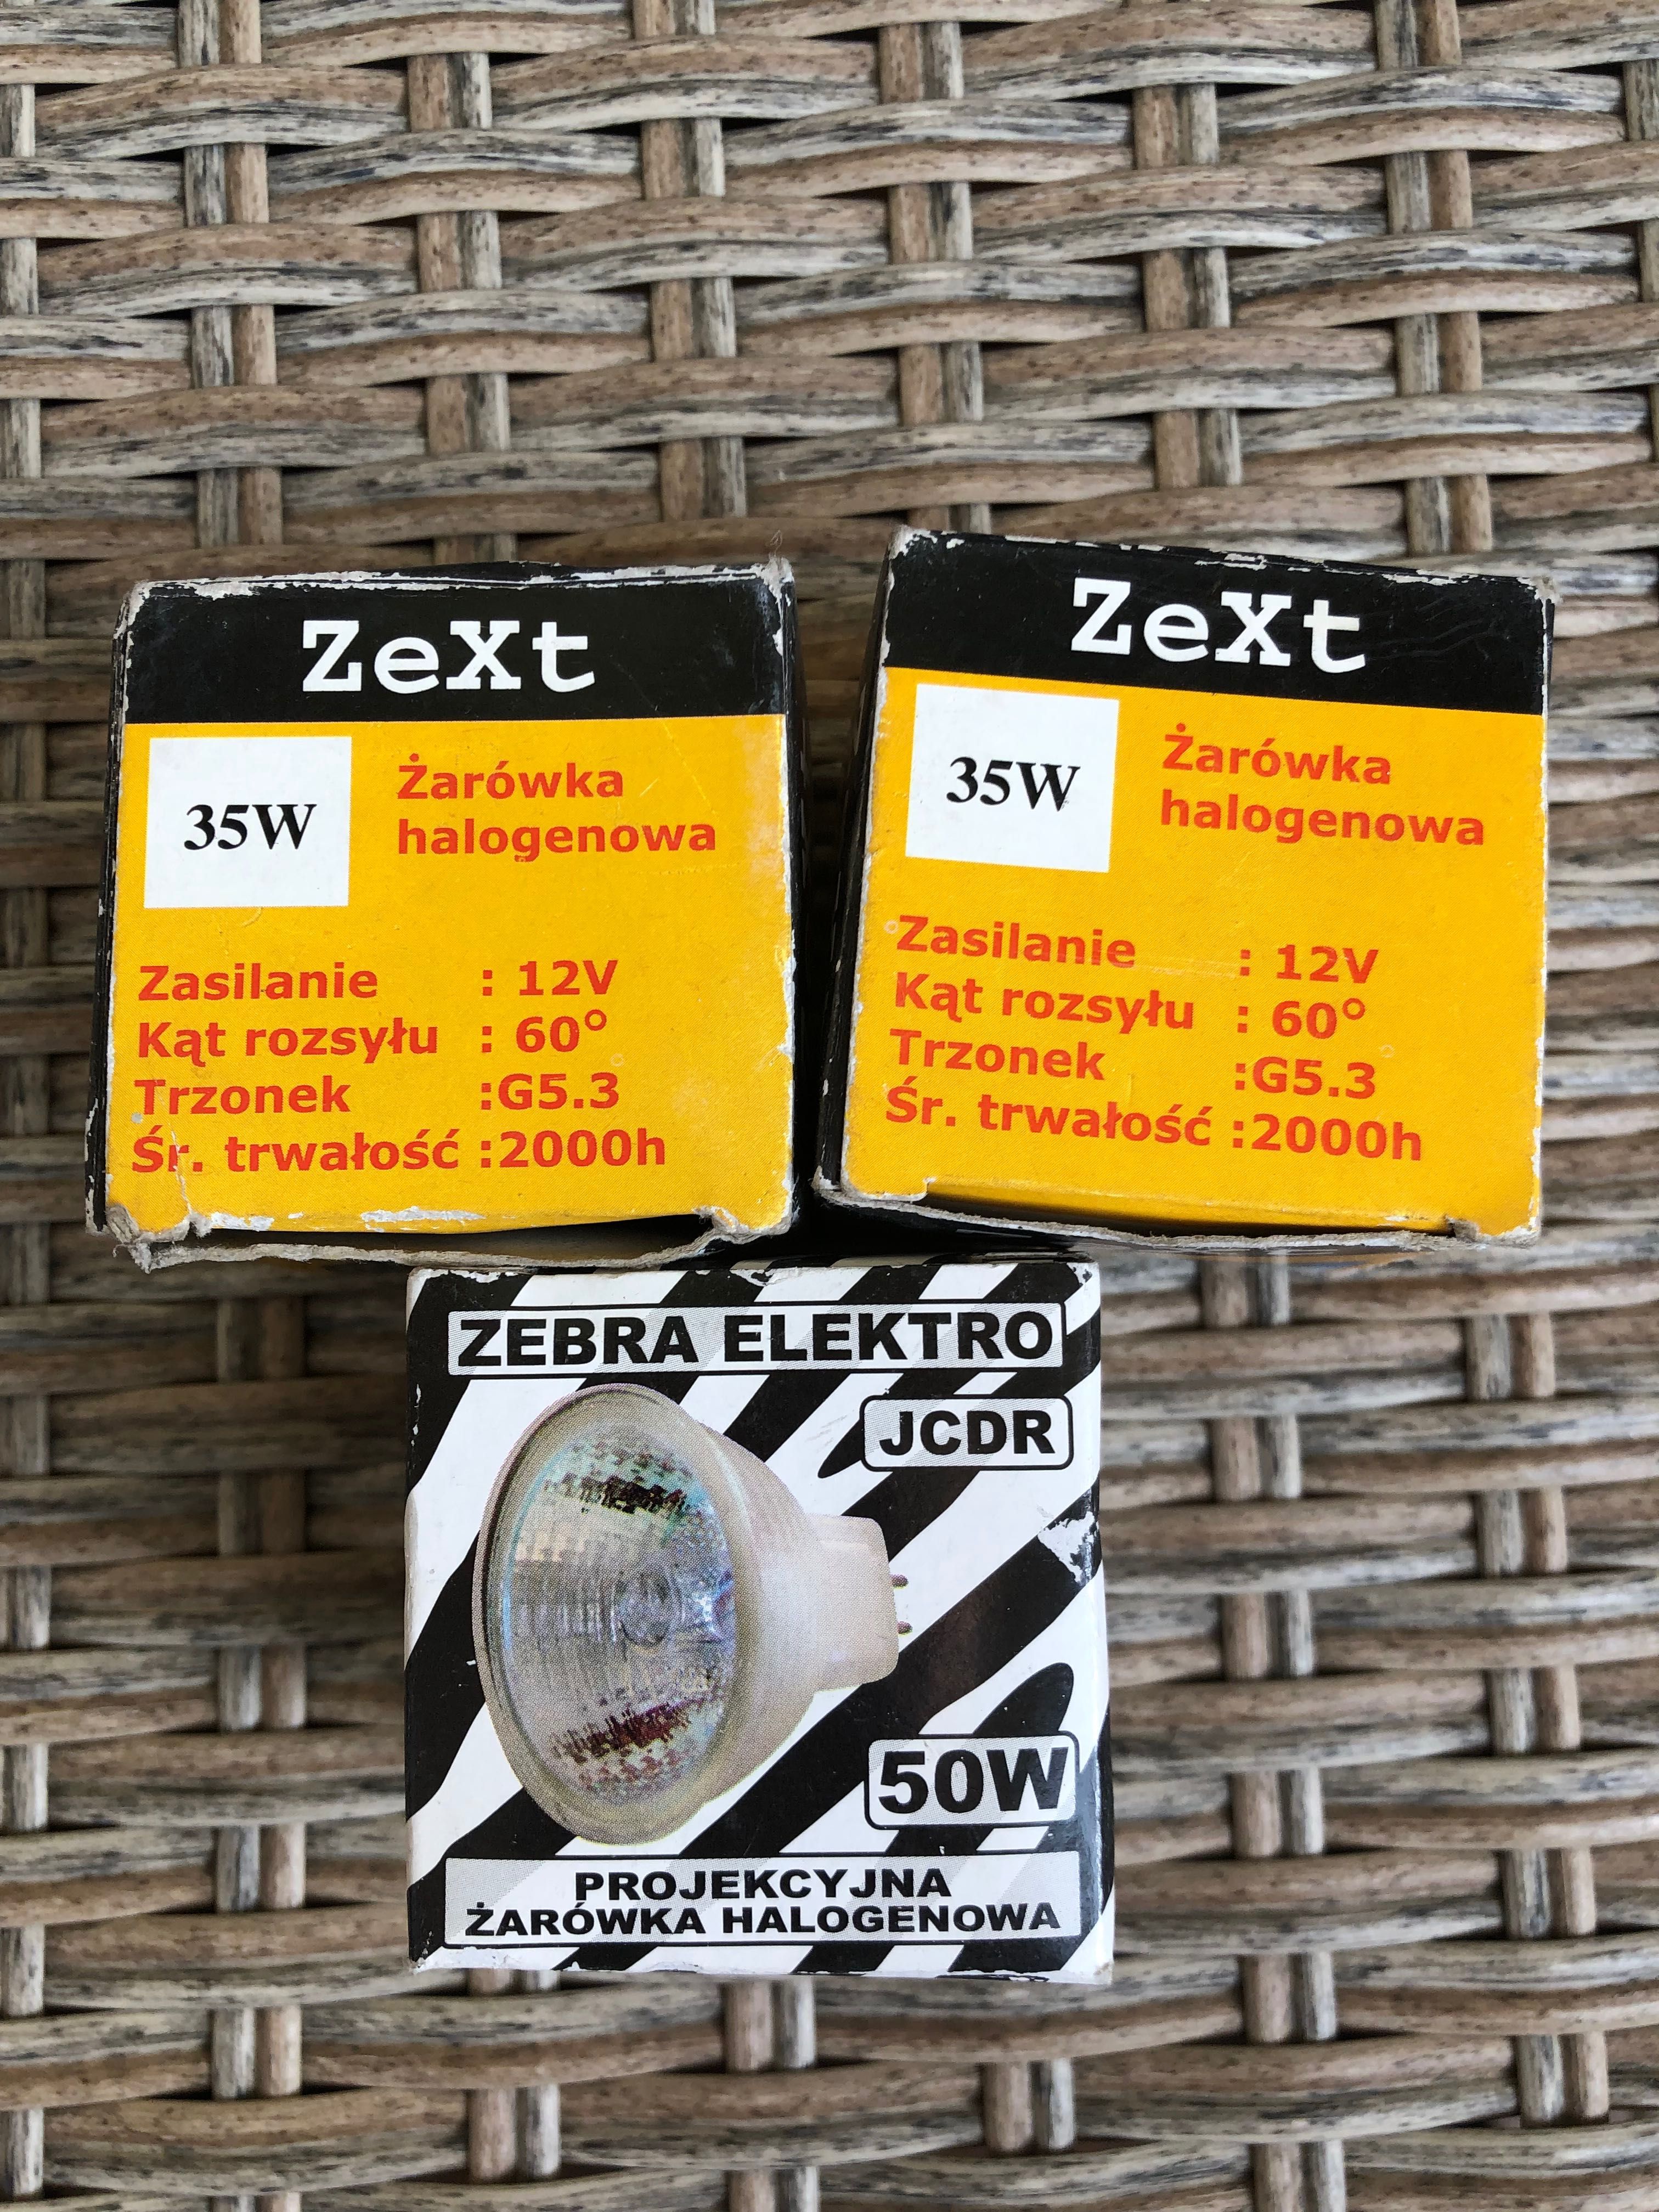 ZeXt
35W
Żarówka
halogenowa
Zasilanie : 12V
Kąt rozsyłu : 60°
Trzonek :G5.3
Śr. trwałość :2000h
ZeXt
35W
Żarówka
halogenowa
Zasilanie : 12V
Kąt rozsyłu : 60°
Trzonek :G5.3
Śr. trwałość :2000h
ZEBRA ELEKTRO
JCDR
50W
PROJEKCYJNA
ŻARÓWKA HALOGENOWA